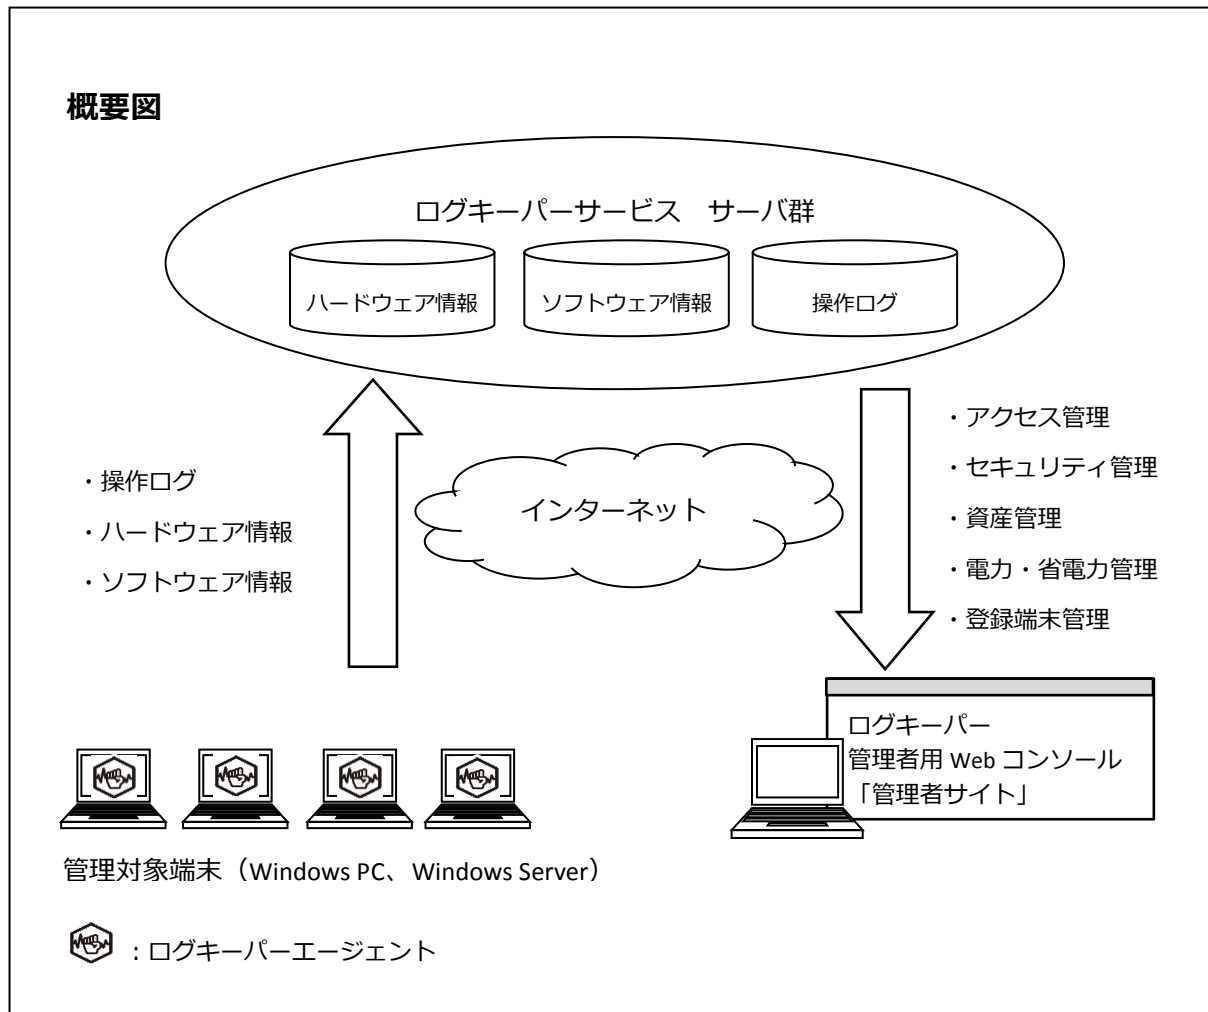 概要図
ログキーパーサービス　サーバ群
ハードウェア情報
ソフトウェア情報
操作ログ
・操作ログ
・ハードウェア情報
・ソフトウェア情報
インターネット
・アクセス管理
・セキュリティ管理
・資産管理
・電力・省電力管理
・登録端末管理
ログキーパー
管理者用 Web コンソール
「管理者サイト」
管理対象端末（Windows PC、Windows Server）
：ログキーパーエージェント